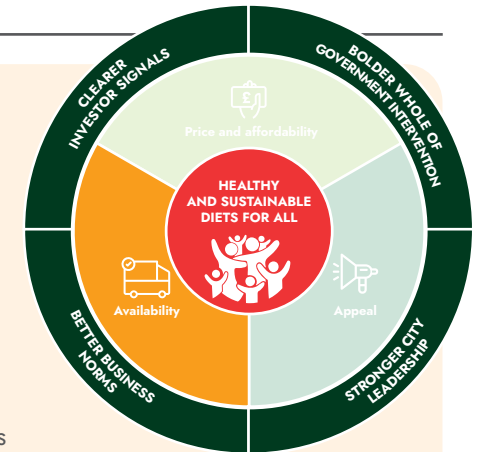 CLEARER
INVESTOR SIGNALS
BOLDER WHOLE OF
GOVERNMENT INTERVENTION
£
Price and affordability
HEALTHY
AND SUSTAINABLE
DIETS FOR ALL
Availability
Appeal
BETTER BUSINESS
NORMS
STRONGER CITY
LEADERSHIP
s